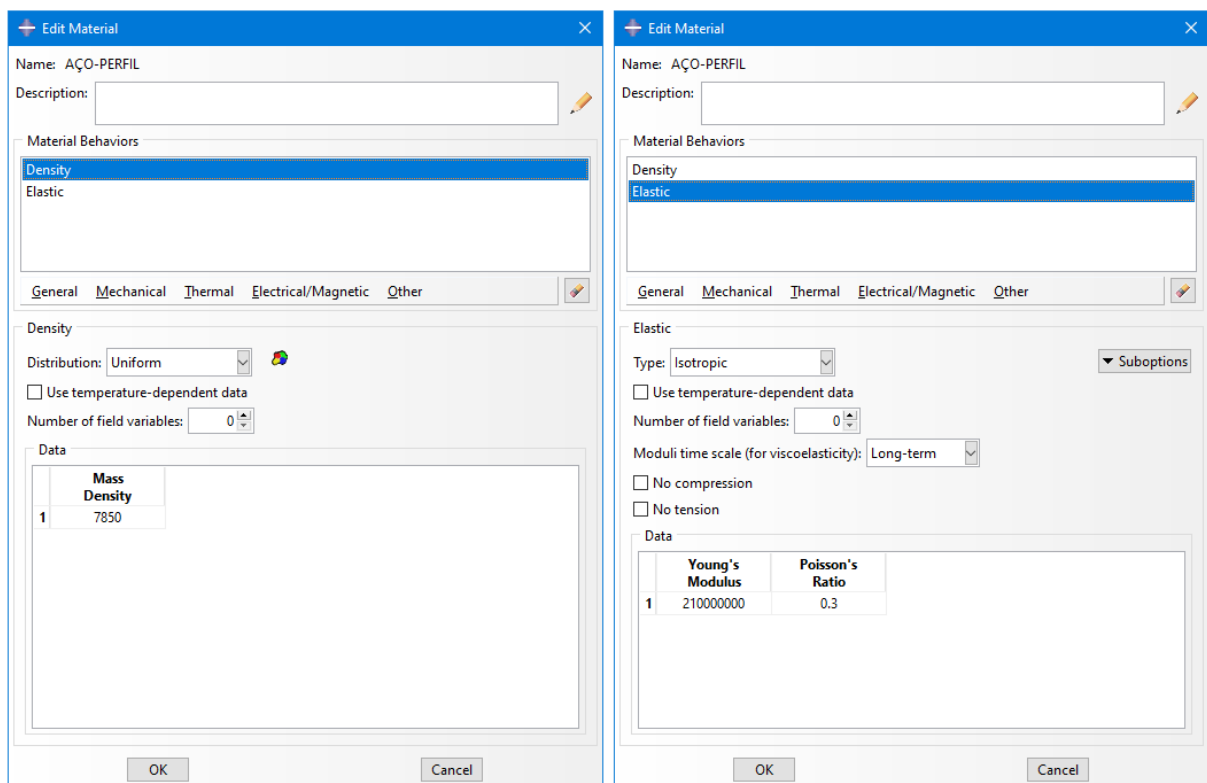 Edit Material
Name: AÇO-PERFIL
Description:
Material Behaviors
Density
Elastic
General Mechanical Thermal Electrical/Magnetic Other
Density
Distribution: Uniform
Use temperature-dependent data
Number of field variables: 0
Data
Mass
Density
1 7850
OK Cancel
Edit Material
Name: AÇO-PERFIL
Description:
Material Behaviors
Density
Elastic
General Mechanical Thermal Electrical/Magnetic Other
Elastic
Type: Isotropic Suboptions
Use temperature-dependent data
Number of field variables: 0
Moduli time scale (for viscoelasticity): Long-term
No compression
No tension
Data
Young's Poisson's
Modulus Ratio
1 210000000 0.3
OK Cancel